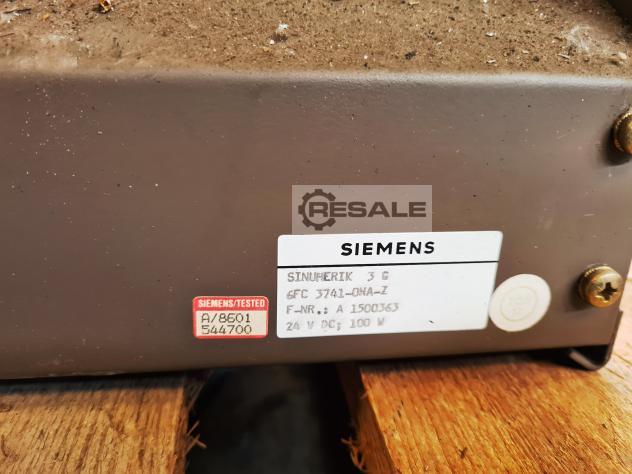 RESALE
SIEMENS
SINUMERIK 3 G
6FC 3741-0HA-Z
F-NR.: A 1500363
24 V DC; 100 W
SIEMENS/TESTED
A/8601
544700